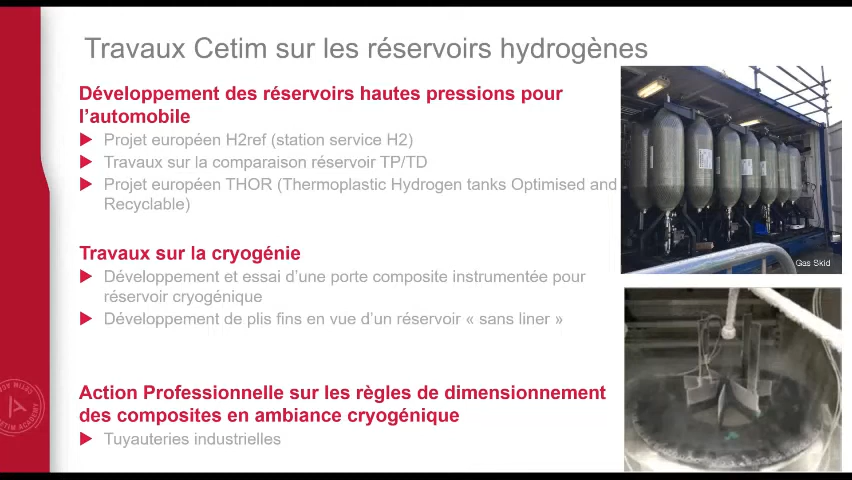 Travaux Cetim sur les réservoirs hydrogènes
Développement des réservoirs hautes pressions pour
l'automobile
Projet européen H2ref (station service H2)
Travaux sur la comparaison réservoir TP/TD
Projet européen THOR (Thermoplastic Hydrogen tanks Optimised and
Recyclable)
Gas Skid
Travaux sur la cryogénie
Développement et essai d'une porte composite instrumentée pour
réservoir cryogénique
Développement de plis fins en vue d'un réservoir « sans liner »
Action Professionnelle sur les règles de dimensionnement
des composites en ambiance cryogénique
Tuyauteries industrielles